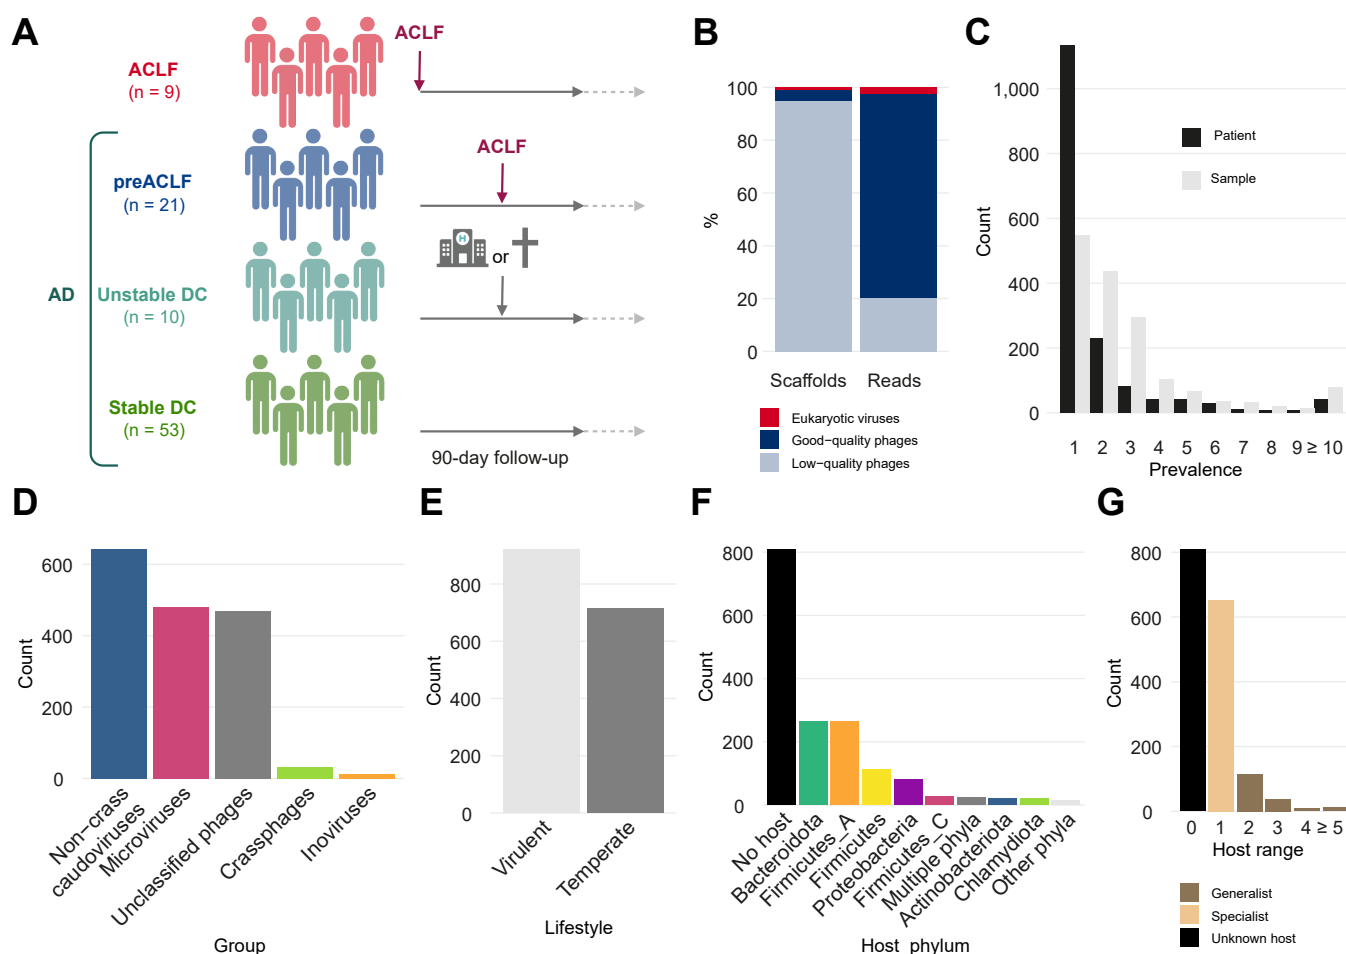 A
ACLF
(n = 9)
ACLF
preACLF
(n = 21)
ACLF
H
or
AD
Unstable DC
(n = 10)
Stable DC
(n = 53)
90-day follow-up
B
%
100
80
60
40
20
0
Scaffolds Reads
Eukaryotic viruses
Good−quality phages
Low−quality phages
C
Count
1,000
800
600
400
200
0
Patient
Sample
1 2 3 4 5 6 7 8 9 ≥ 10
Prevalence
D
Count
600
400
200
0
Non−crass
caudoviruses
Microviruses
Unclassified phages
Crassphages
Inoviruses
Group
E
Count
800
600
400
200
0
Virulent
Temperate
Lifestyle
F
Count
800
600
400
200
0
No host
Bacteroidota
Firmicutes_A
Firmicutes
Proteobacteria
Firmicutes_C
Multiple phyla
Actinobacteriota
Chlamydiota
Other phyla
Host phylum
G
Count
800
600
400
200
0
0 1 2 3 4 ≥ 5
Host range
Generalist
Specialist
Unknown host